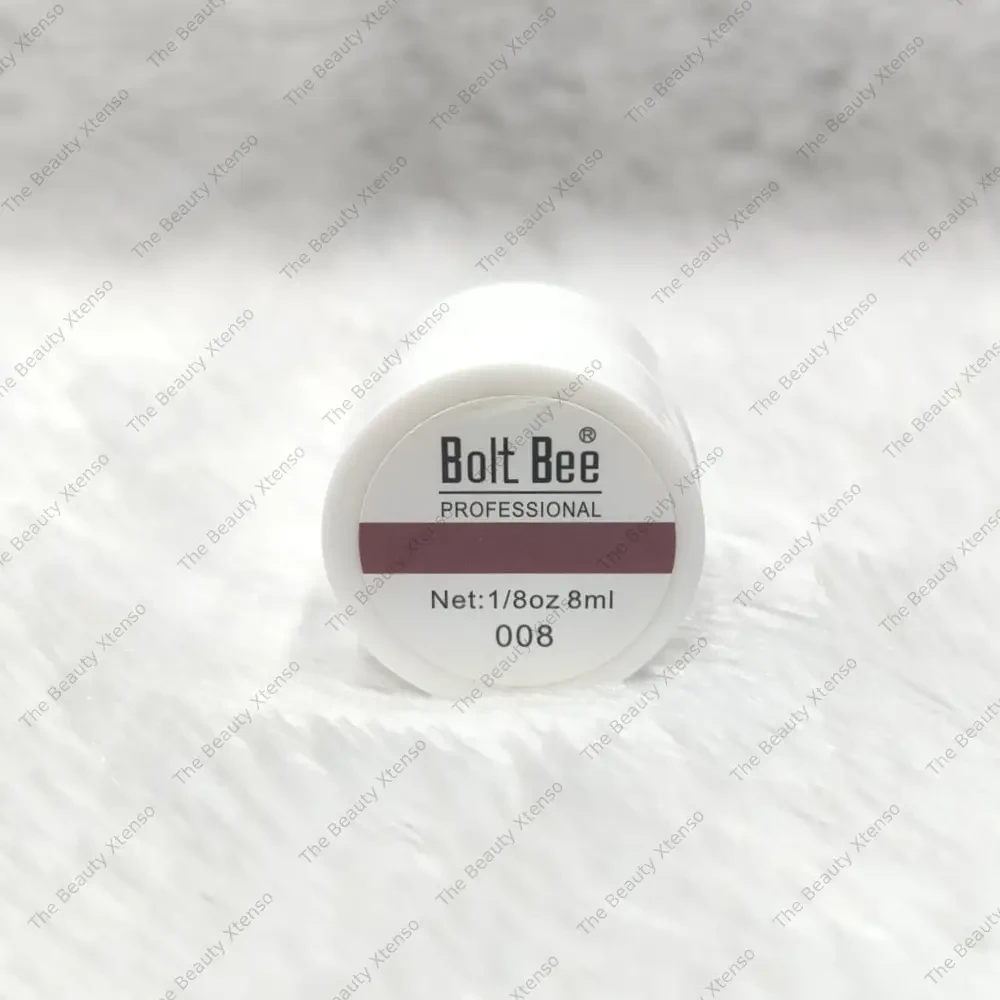 Bolt Bee®
PROFESSIONAL
Net:1/8oz 8ml
008
The Beauty Xtenso